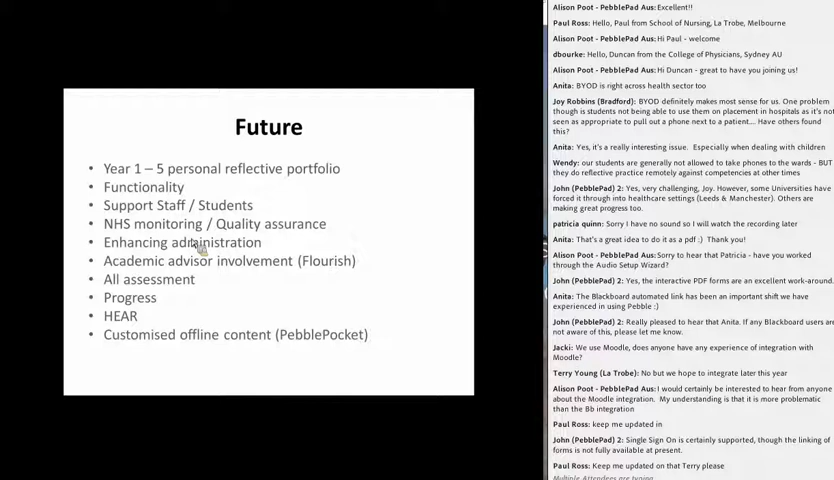 Future
• Year 1 – 5 personal reflective portfolio
• Functionality
• Support Staff / Students
• NHS monitoring / Quality assurance
• Enhancing administration
• Academic advisor involvement (Flourish)
• All assessment
• Progress
• HEAR
• Customised offline content (PebblePocket)
Alison Poot - PebblePad Aus: Excellent!!
Paul Ross: Hello, Paul from School of Nursing, La Trobe, Melbourne
Alison Poot - PebblePad Aus: Hi Paul - welcome
dbourke: Hello, Duncan from the College of Physicians, Sydney AU
Alison Poot - PebblePad Aus: Hi Duncan - great to have you joining us!
Anita: BYOD is right across health sector too
Joy Robbins (Bradford): BYOD definitely makes most sense for us. One problem
though is students not being able to use them on placement in hospitals as it's not
seen as appropriate to pull out a phone next to a patient.... Have others found
this?
Anita: Yes, it's a really interesting issue. Especially when dealing with children
Wendy: our students are generally not allowed to take phones to the wards - BUT
they do reflective practice remotely against competencies at other times
John (PebblePad) 2: Yes, very challenging, Joy. However, some Universities have
forced it through into healthcare settings (Leeds & Manchester). Others are
making great progress too.
patricia quinn: Sorry I have no sound so I will watch the recording later
Anita: That's a great idea to do it as a pdf :) Thank you!
Alison Poot - PebblePad Aus: Sorry to hear that Patricia - have you worked
through the Audio Setup Wizard?
John (PebblePad) 2: Yes, the interactive PDF forms are an excellent work-around.
Anita: The Blackboard automated link has been an important shift we have
experienced in using Pebble :)
John (PebblePad) 2: Really pleased to hear that Anita. If any Blackboard users are
not aware of this, please let me know.
Jacki: We use Moodle, does anyone have any experience of integration with
Moodle?
Terry Young (La Trobe): No but we hope to integrate later this year
Alison Poot - PebblePad Aus: I would certainly be interested to hear from anyone
about the Moodle integration. My understanding is that it is more problematic
than the Bb integration
Paul Ross: keep me updated in
John (PebblePad) 2: Single Sign On is certainly supported, though the linking of
forms is not fully available at present.
Paul Ross: Keep me updated on that Terry please
Multiple Attendees are typing